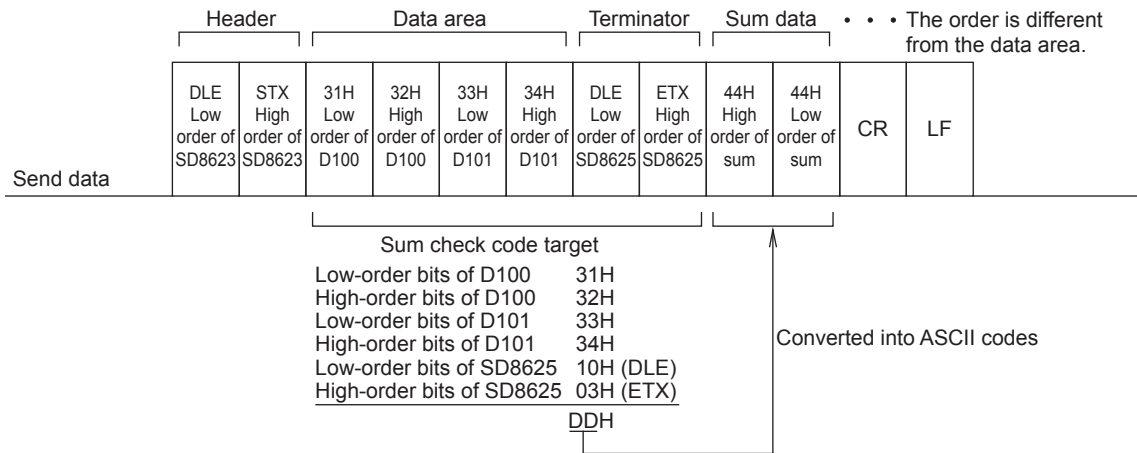 Header
Data area
Terminator
Sum data
• • • The order is different
from the data area.
DLE
Low
order of
SD8623
STX
High
order of
SD8623
31H
Low
order of
D100
32H
High
order of
D100
33H
Low
order of
D101
34H
High
order of
D101
DLE
Low
order of
SD8625
ETX
High
order of
SD8625
44H
High
order of
sum
44H
Low
order of
sum
CR
LF
Send data
Sum check code target
Low-order bits of D100 31H
High-order bits of D100 32H
Low-order bits of D101 33H
High-order bits of D101 34H
Low-order bits of SD8625 10H (DLE)
High-order bits of SD8625 03H (ETX)
DDH
Converted into ASCII codes